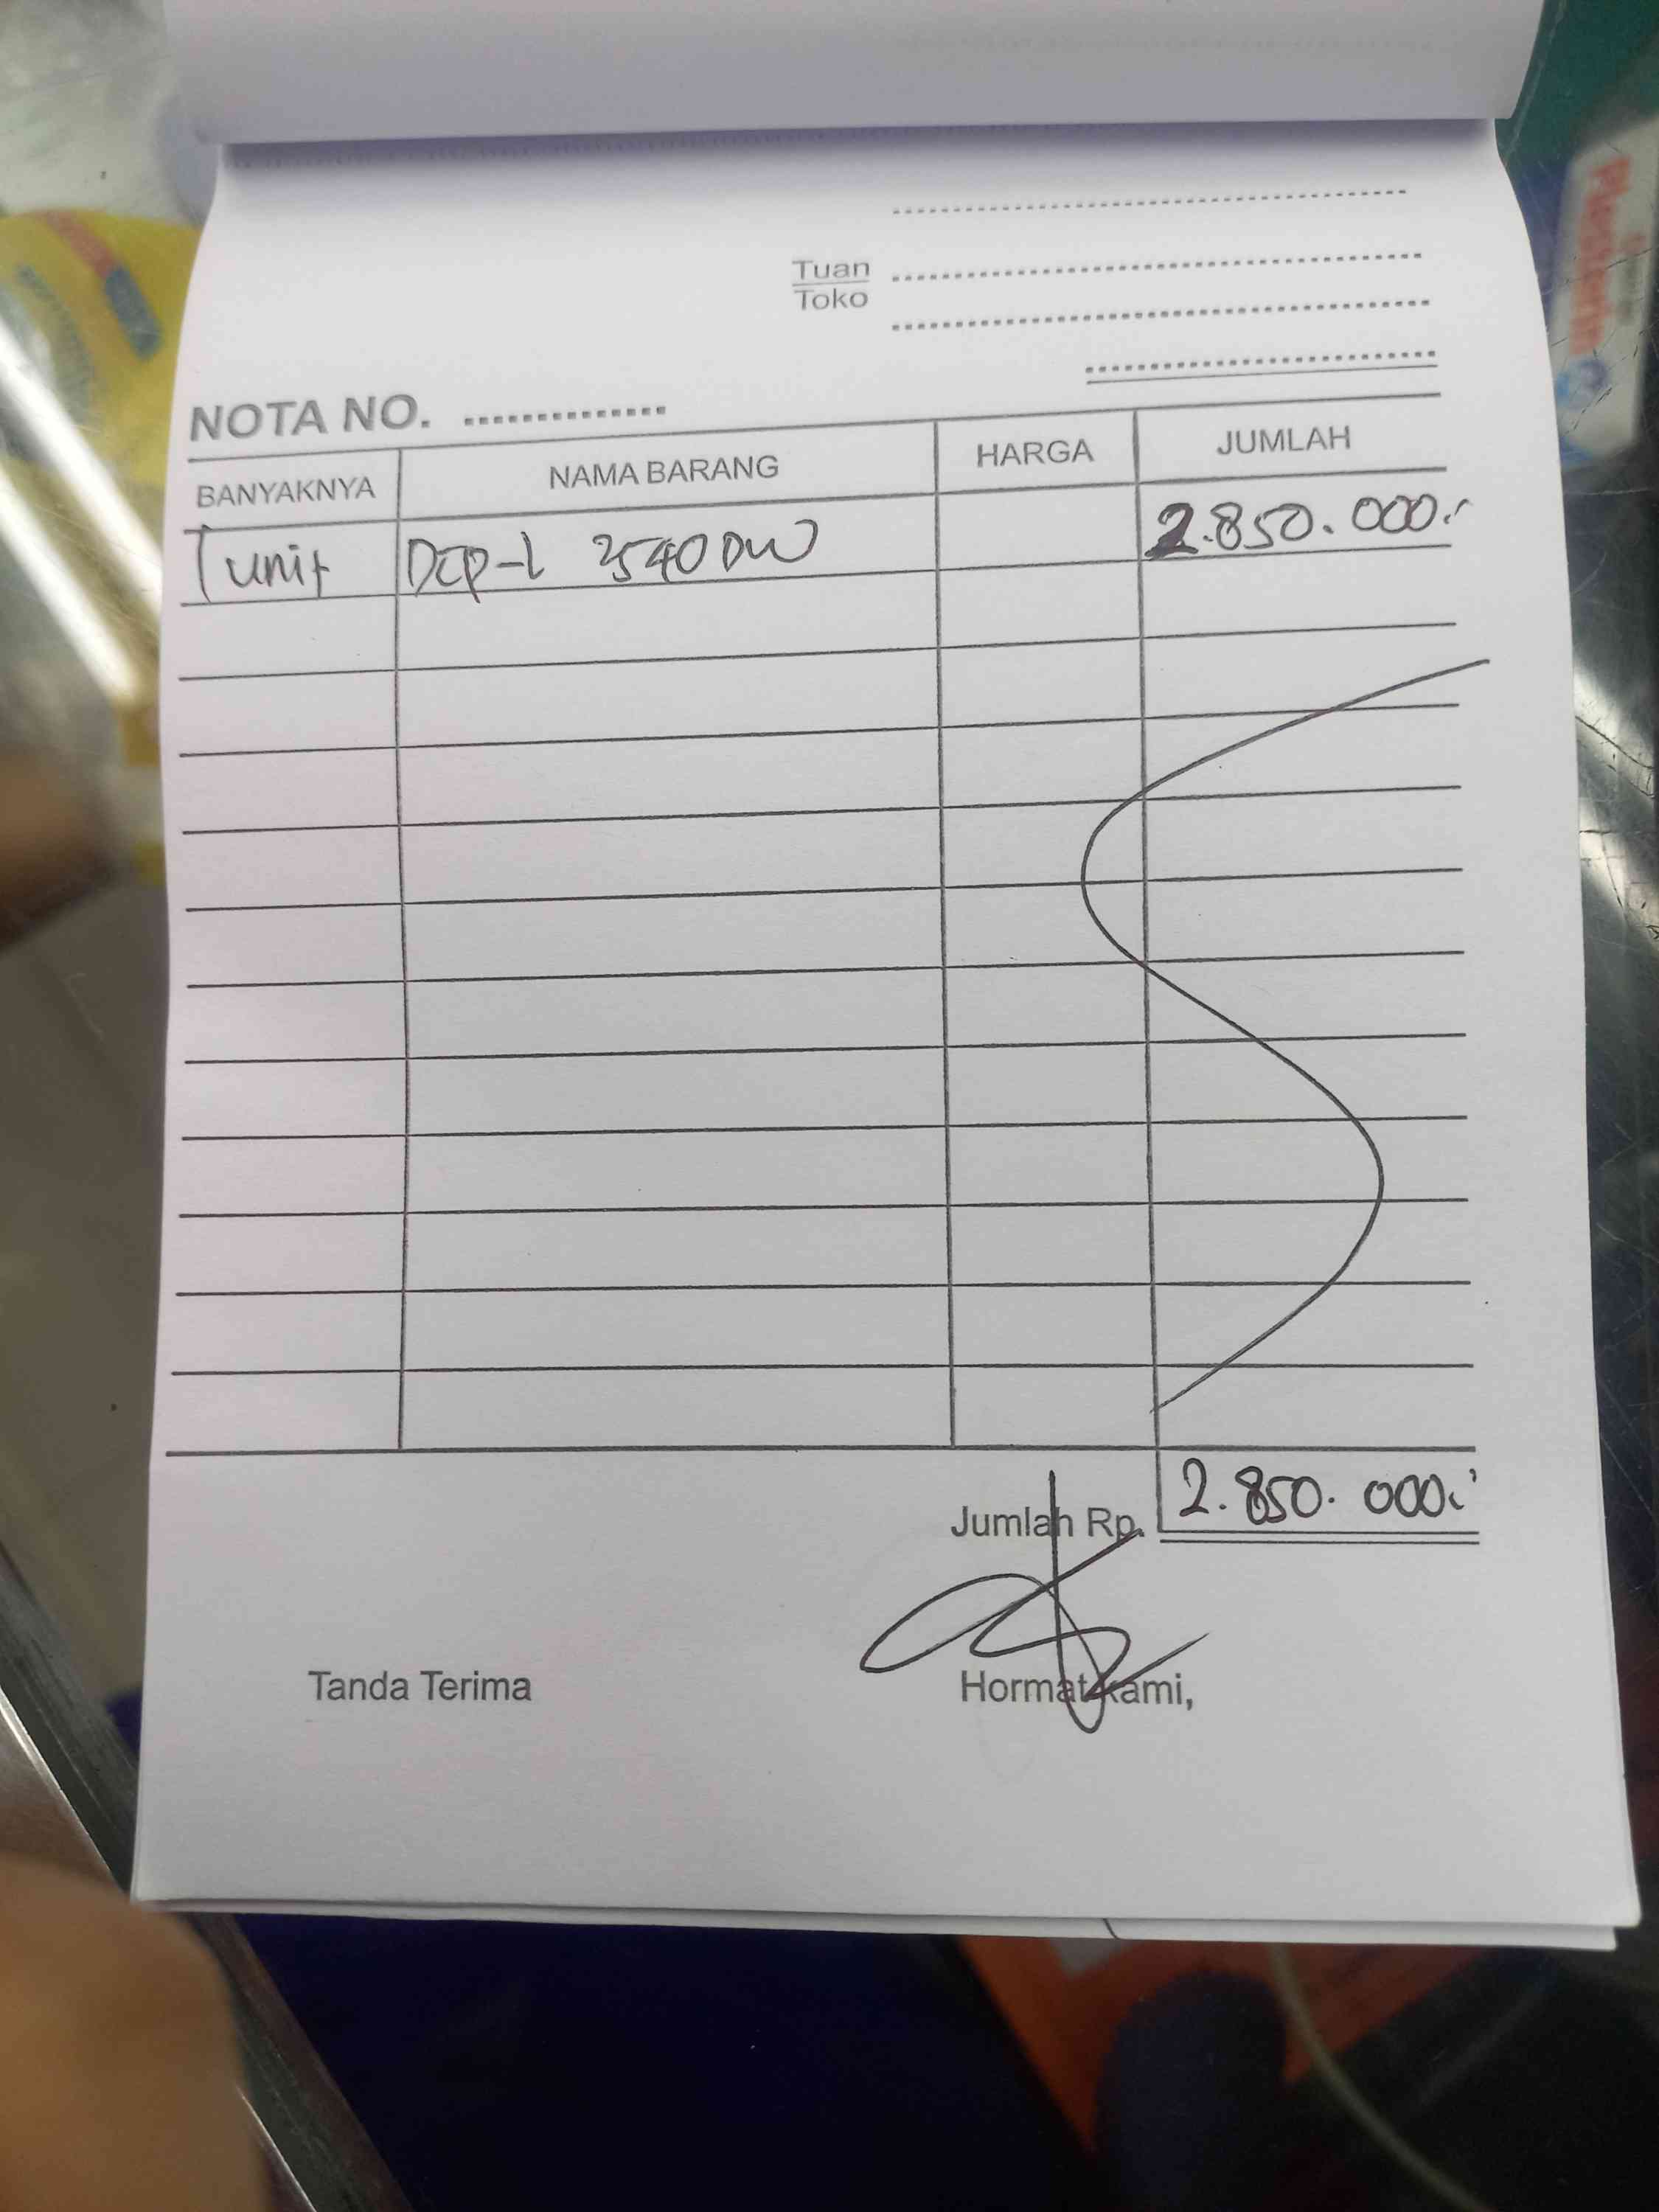 Tuan
Toko
NOTA NO.
BANYAKNYA NAMA BARANG HARGA JUMLAH
1 unit DCP-L 2540DW 2.850.000.-
Jumlah Rp. 2.850.000.-
Tanda Terima Hormat kami,